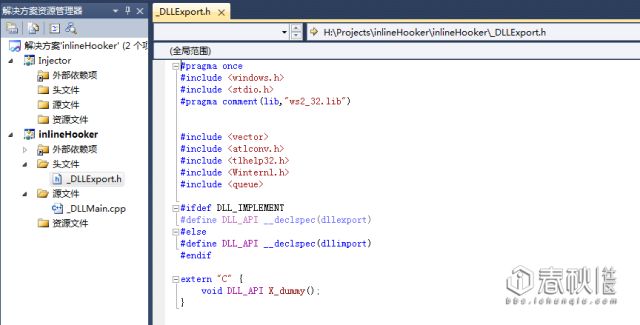 解决方案资源管理器
解决方案'inlineHooker' (2 个项
Injector
外部依赖项
头文件
源文件
资源文件
inlineHooker
外部依赖项
头文件
_DLLExport.h
源文件
_DLLMain.cpp
资源文件
_DLLExport.h
H:\Projects\inlineHooker\inlineHooker\_DLLExport.h
(全局范围)
#pragma once
#include <windows.h>
#include <stdio.h>
#pragma comment(lib,"ws2_32.lib")
#include <vector>
#include <atlconv.h>
#include <tlhelp32.h>
#include <Winternl.h>
#include <queue>
#ifdef DLL_IMPLEMENT
#define DLL_API __declspec(dllexport)
#else
#define DLL_API __declspec(dllimport)
#endif
extern "C" {
void DLL_API X_dummy();
}
春秋社区
bbs.ichunqiu.com